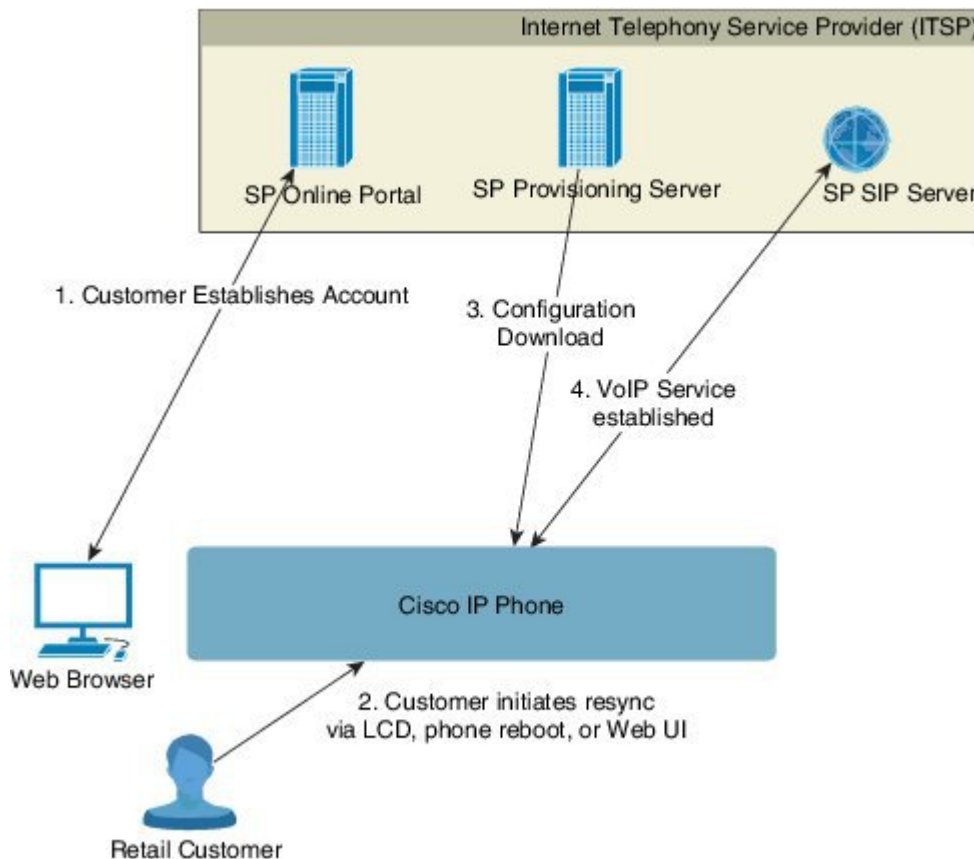 Internet Telephony Service Provider (ITSP)
SP Online Portal
SP Provisioning Server
SP SIP Server
1. Customer Establishes Account
3. Configuration
Download
4. VoIP Service
established
Cisco IP Phone
Web Browser
2. Customer initiates resync
via LCD, phone reboot, or Web UI
Retail Customer